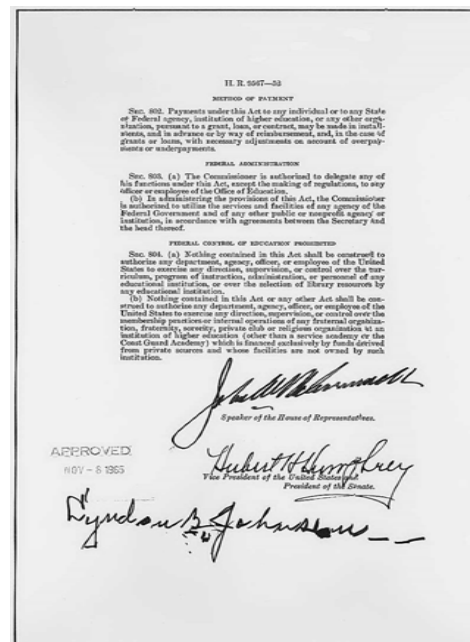 H. R. 9567—53
METHOD OF PAYMENT
SEC. 802. Payments under this Act to any individual or to any State
or Federal agency, institution of higher education, or any other orga-
nization, pursuant to a grant, loan, or contract, may be made in install-
ments, and in advance or by way of reimbursement, and, in the case of
grants or loans, with necessary adjustments on account of overpay-
ments or underpayments.
FEDERAL ADMINISTRATION
SEC. 803. (a) The Commissioner is authorized to delegate any of
his functions under this Act, except the making of regulations, to any
officer or employee of the Office of Education.
(b) In administering the provisions of this Act, the Commissioner
is authorized to utilize the services and facilities of any agency of the
Federal Government and of any other public or nonprofit agency or
institution, in accordance with agreements between the Secretary and
the head thereof.
FEDERAL CONTROL OF EDUCATION PROHIBITED
SEC. 804. (a) Nothing contained in this Act shall be construed to
authorize any department, agency, officer, or employee of the United
States to exercise any direction, supervision, or control over the cur-
riculum, program of instruction, administration, or personnel of any
educational institution, or over the selection of library resources by
any educational institution.
(b) Nothing contained in this Act or any other Act shall be con-
strued to authorize any department, agency, officer, or employee of the
United States to exercise any direction, supervision, or control over the
membership practices or internal operations of any fraternal organiza-
tion, fraternity, sorority, private club or religious organization at an
institution of higher education (other than a service academy or the
Coast Guard Academy) which is financed exclusively by funds derived
from private sources and whose facilities are not owned by such
institution.
John W. McCormack
Speaker of the House of Representatives.
APPROVED
NOV - 8 1965
Hubert H Humphrey
Vice President of the United States and
President of the Senate.
Lyndon B. Johnson